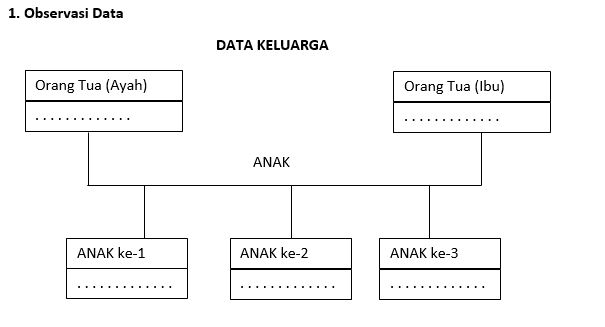 1. Observasi Data
DATA KELUARGA
Orang Tua (Ayah)
. . . . . . . . . . . . .
Orang Tua (Ibu)
. . . . . . . . . . . . .
ANAK
ANAK ke-1
. . . . . . . . . . . . .
ANAK ke-2
. . . . . . . . . . . . .
ANAK ke-3
. . . . . . . . . . . . .